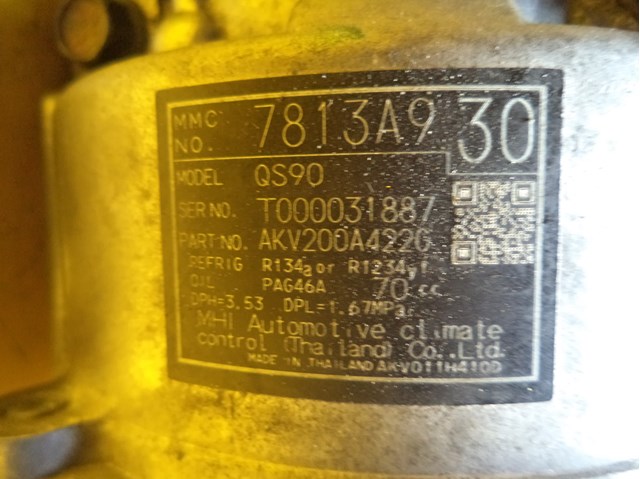 MMC NO. 7813A930
MODEL QS90
SER NO. T000031887
PART NO. AKV200A422G
REFRIG R134a or R1234yf
OIL PAG46A 70 cc
DPH=3.53 DPL=1.67MPa
MHI Automotive climate
control (Thailand) Co., Ltd.
MADE IN THAILAND AKV011H410D